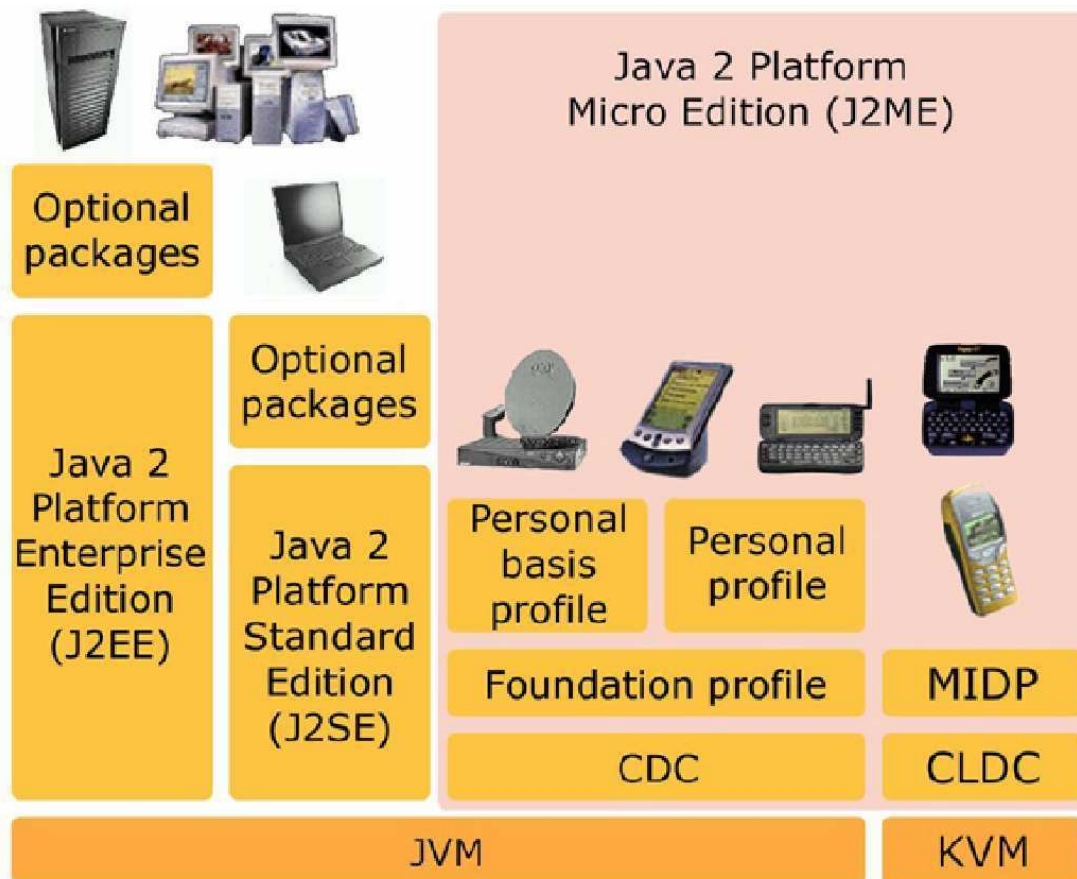 Java 2 Platform
Micro Edition (J2ME)
Optional
packages
Optional
packages
Java 2
Platform
Enterprise
Edition
(J2EE)
Java 2
Platform
Standard
Edition
(J2SE)
Personal
basis
profile
Personal
profile
Foundation profile
MIDP
CDC
CLDC
JVM
KVM